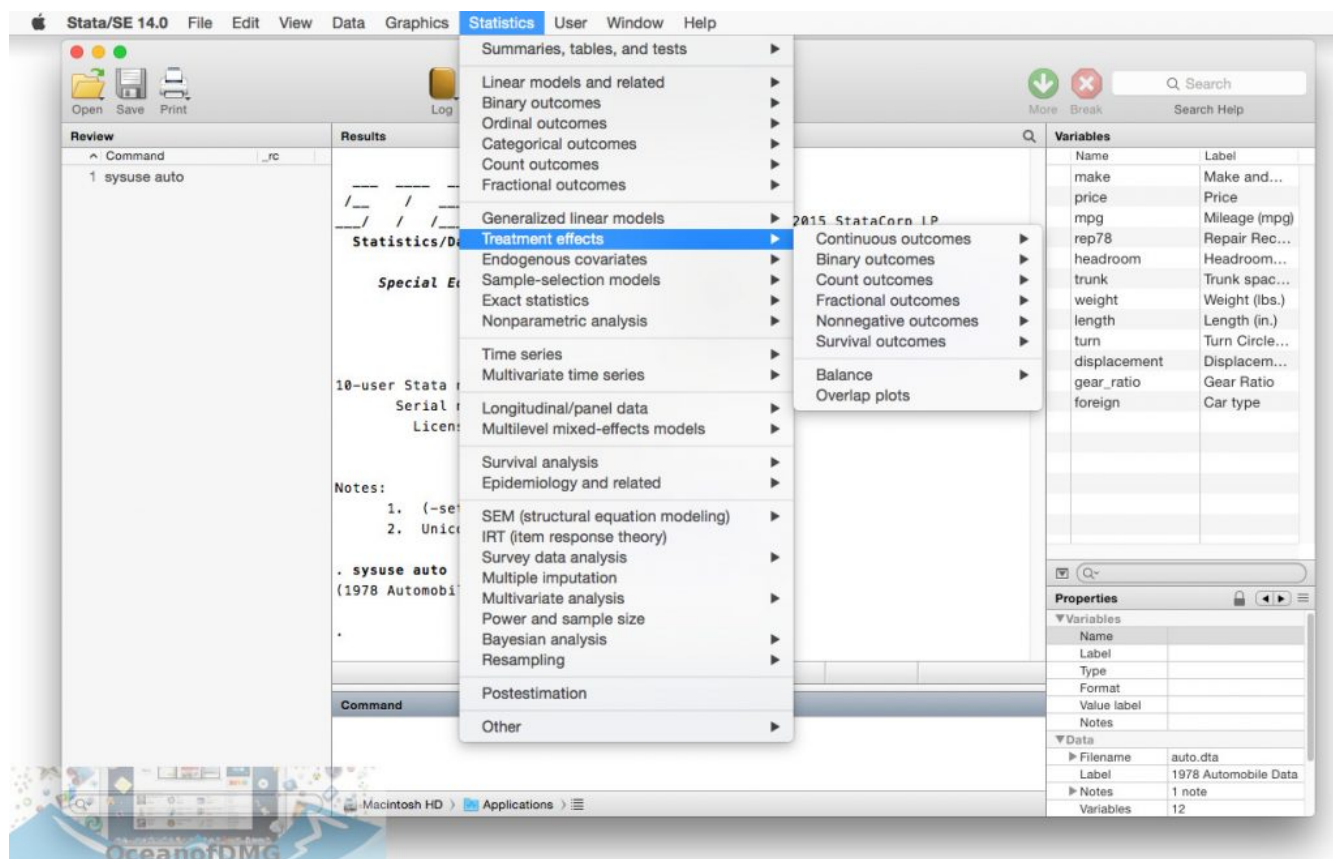 Stata/SE 14.0 File Edit View Data Graphics Statistics User Window Help
Open Save Print
Log
More Break
Search
Search Help
Review
Command _rc
1 sysuse auto
Results
2015 StataCorp LP
Statistics/Da
Special Ed
10-user Stata
Serial
Licen
Notes:
1. (-set
2. Unico
. sysuse auto
(1978 Automobi
.
Command
Summaries, tables, and tests
Linear models and related
Binary outcomes
Ordinal outcomes
Categorical outcomes
Count outcomes
Fractional outcomes
Generalized linear models
Treatment effects
Endogenous covariates
Sample-selection models
Exact statistics
Nonparametric analysis
Time series
Multivariate time series
Longitudinal/panel data
Multilevel mixed-effects models
Survival analysis
Epidemiology and related
SEM (structural equation modeling)
IRT (item response theory)
Survey data analysis
Multiple imputation
Multivariate analysis
Power and sample size
Bayesian analysis
Resampling
Postestimation
Other
Continuous outcomes
Binary outcomes
Count outcomes
Fractional outcomes
Nonnegative outcomes
Survival outcomes
Balance
Overlap plots
Variables
Name Label
make Make and...
price Price
mpg Mileage (mpg)
rep78 Repair Rec...
headroom Headroom...
trunk Trunk spac...
weight Weight (lbs.)
length Length (in.)
turn Turn Circle...
displacement Displacem...
gear_ratio Gear Ratio
foreign Car type
Properties
Variables
Name
Label
Type
Format
Value label
Notes
Data
Filename auto.dta
Label 1978 Automobile Data
Notes 1 note
Variables 12
Macintosh HD Applications
OceanofDMG